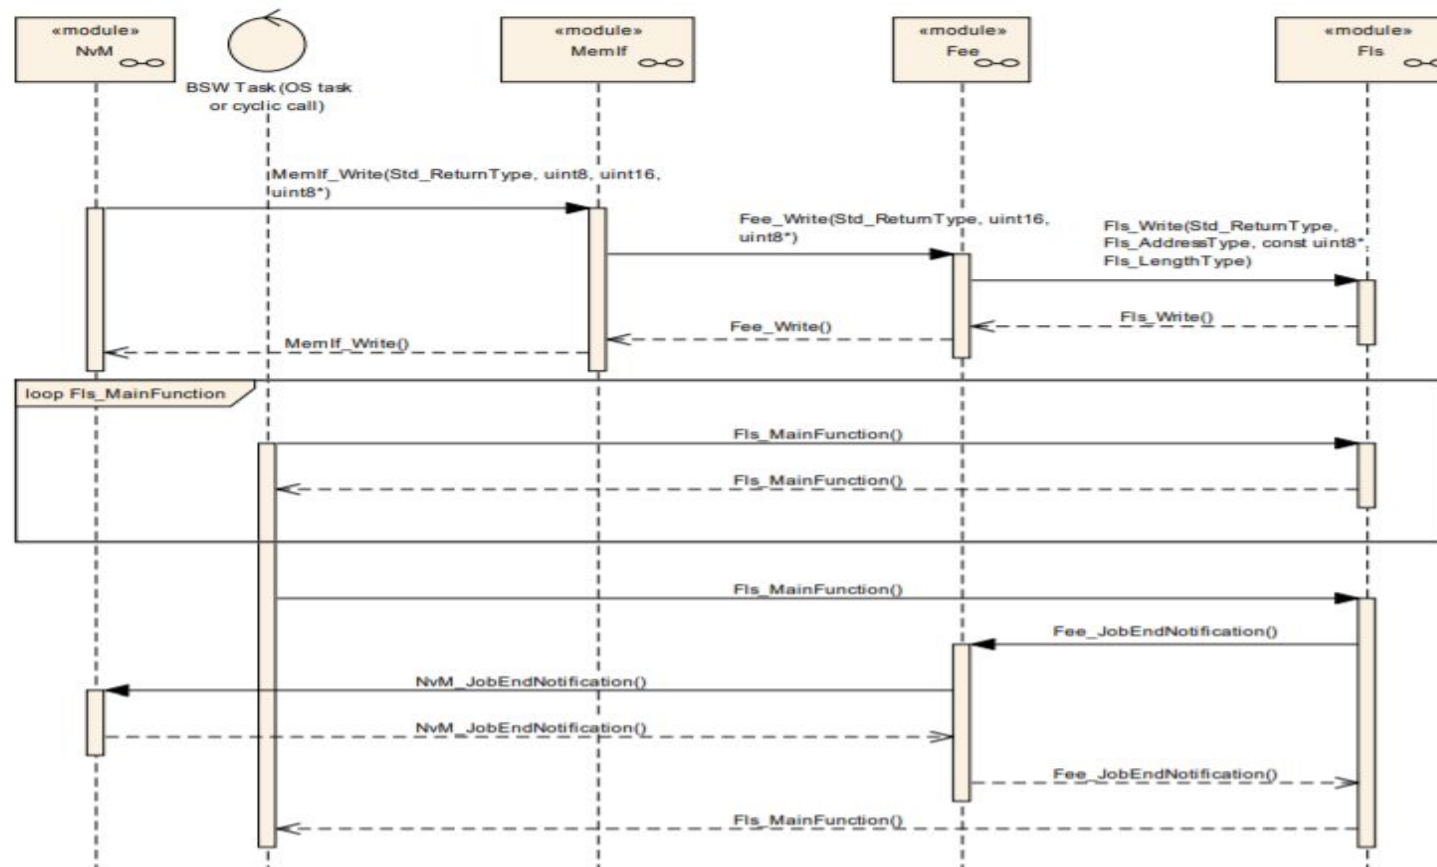 «module»
NvM
BSW Task (OS task
or cyclic call)
«module»
MemIf
«module»
Fee
«module»
Fls
MemIf_Write(Std_ReturnType, uint8, uint16,
uint8*)
Fee_Write(Std_ReturnType, uint16,
uint8*)
Fls_Write(Std_ReturnType,
Fls_AddressType, const uint8*,
Fls_LengthType)
Fls_Write()
Fee_Write()
MemIf_Write()
loop Fls_MainFunction
Fls_MainFunction()
Fls_MainFunction()
Fls_MainFunction()
Fee_JobEndNotification()
NvM_JobEndNotification()
NvM_JobEndNotification()
Fee_JobEndNotification()
Fls_MainFunction()